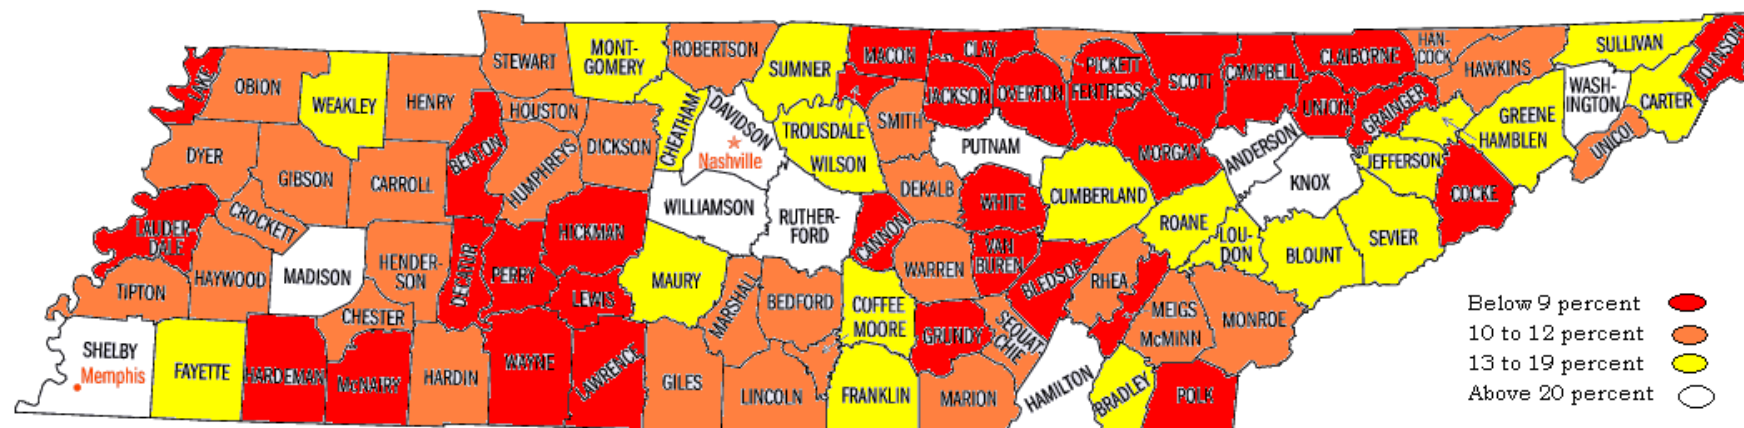 STEWART
MONT-
GOMERY
ROBERTSON
SUMNER
MACON
CLAY
PICKETT
SCOTT
CAMPBELL
CLAIBORNE
HAN-
COCK
HAWKINS
SULLIVAN
JOHNSON
LAKE
OBION
WEAKLEY
HENRY
HOUSTON
CHEATHAM
DAVIDSON
Nashville
TROUSDALE
WILSON
SMITH
JACKSON
OVERTON
FENTRESS
UNION
GRAINGER
GREENE
HAMBLEN
WASH-
INGTON
CARTER
UNICOI
DYER
GIBSON
CARROLL
BENTON
HUMPHREYS
DICKSON
PUTNAM
MORGAN
ANDERSON
KNOX
JEFFERSON
COCKE
LAUDER-
DALE
CROCKETT
WILLIAMSON
RUTHER-
FORD
DEKALB
WHITE
CUMBERLAND
ROANE
LOU-
DON
BLOUNT
SEVIER
TIPTON
HAYWOOD
MADISON
HENDER-
SON
DECATUR
PERRY
HICKMAN
LEWIS
MAURY
MARSHALL
BEDFORD
CANNON
COFFEE
MOORE
WARREN
VAN
BUREN
BLEDSOE
RHEA
MEIGS
McMINN
MONROE
SHELBY
Memphis
FAYETTE
HARDEMAN
CHESTER
McNAIRY
HARDIN
WAYNE
LAWRENCE
GILES
LINCOLN
FRANKLIN
GRUNDY
SEQUAT-
CHIE
MARION
HAMILTON
BRADLEY
POLK
Below 9 percent
10 to 12 percent
13 to 19 percent
Above 20 percent